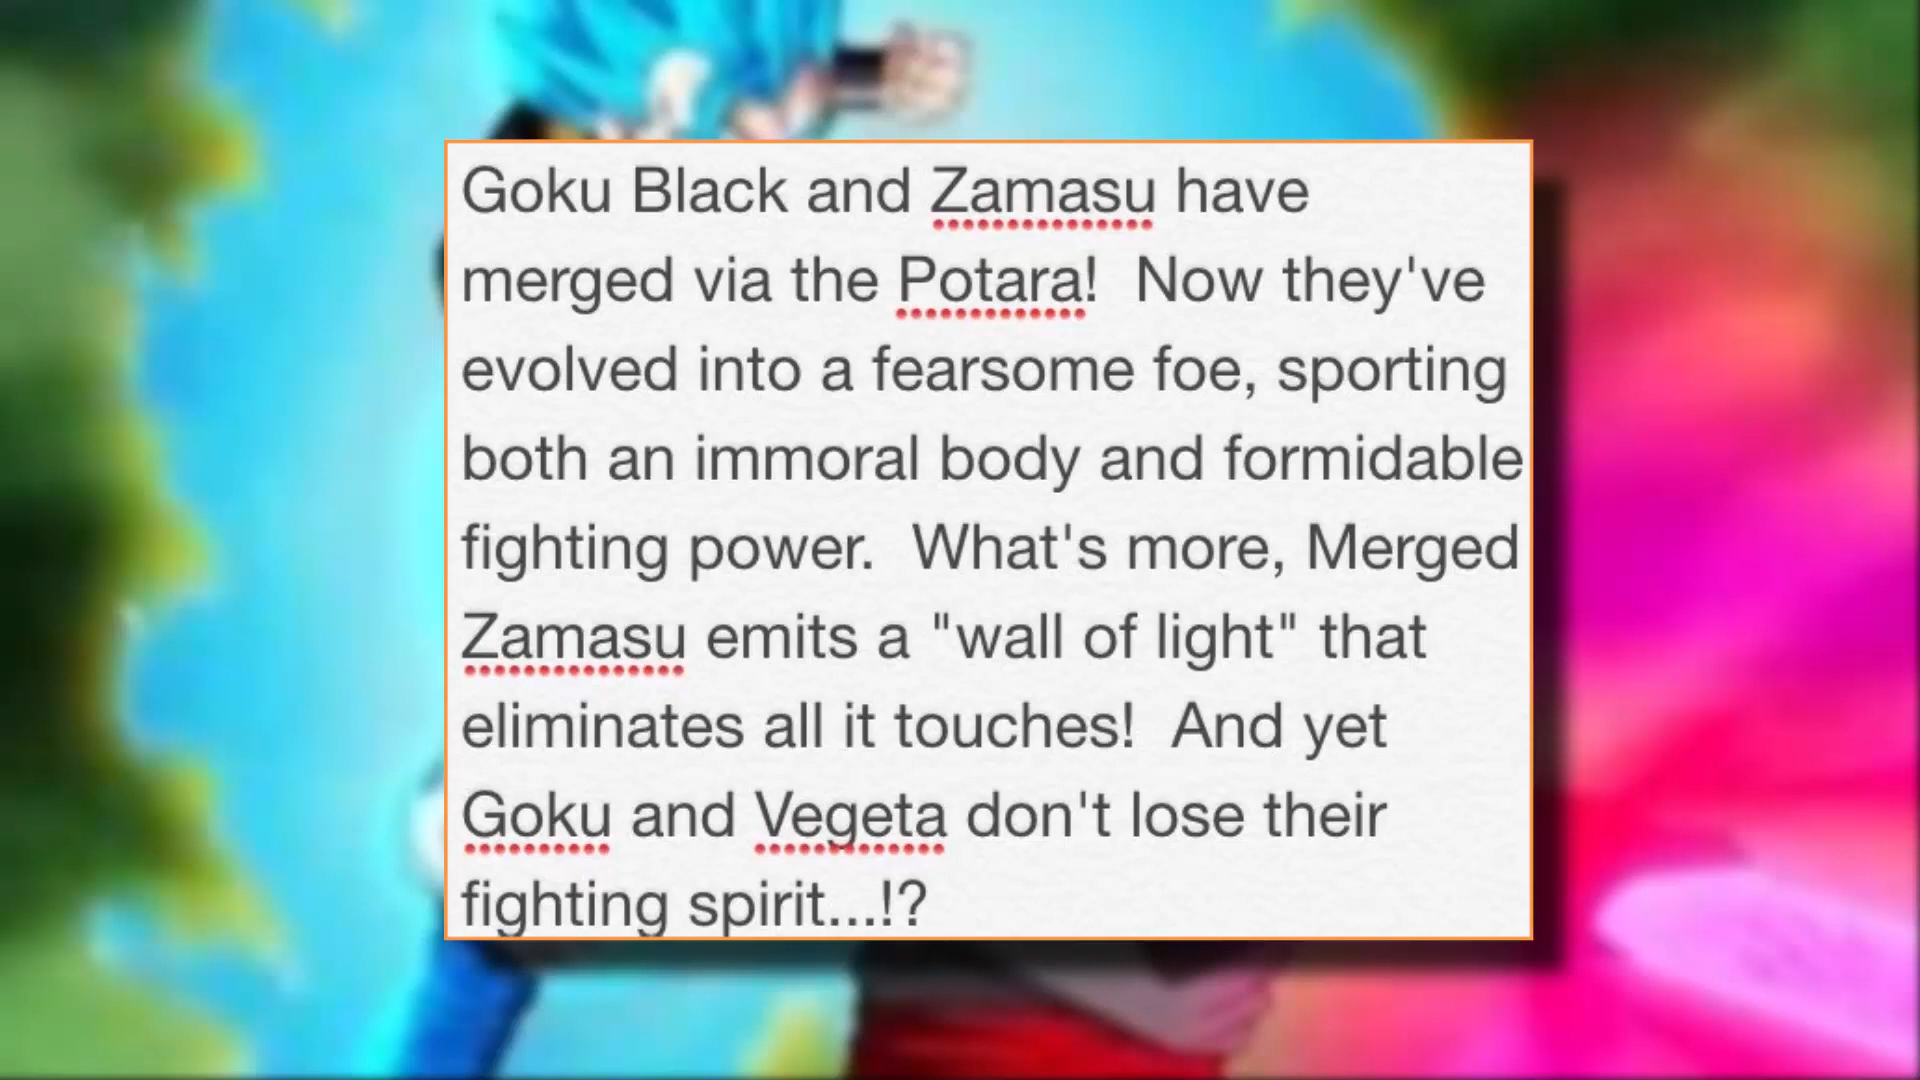 Goku Black and Zamasu have
merged via the Potara!  Now they've
evolved into a fearsome foe, sporting
both an immoral body and formidable
fighting power.  What's more, Merged
Zamasu emits a "wall of light" that
eliminates all it touches!  And yet
Goku and Vegeta don't lose their
fighting spirit...!?